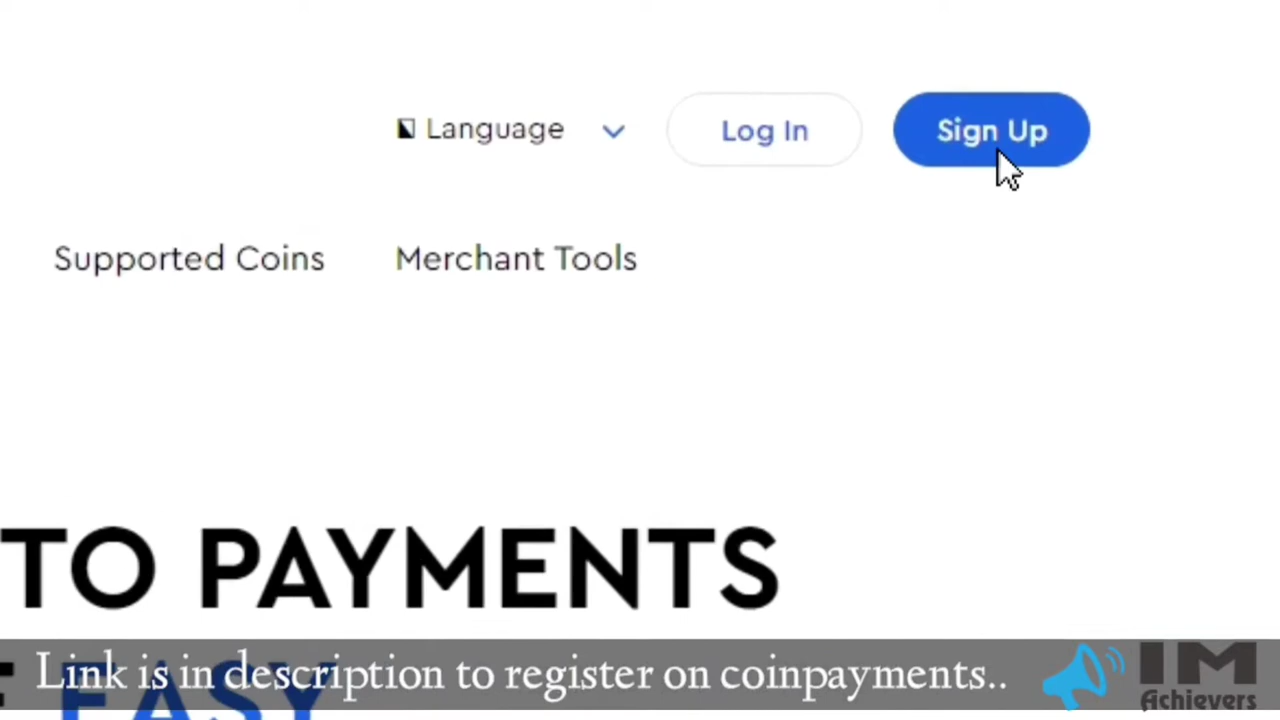 Language
Log In
Sign Up
Supported Coins
Merchant Tools
TO PAYMENTS
EASY
Link is in description to register on coinpayments..
IM
Achievers